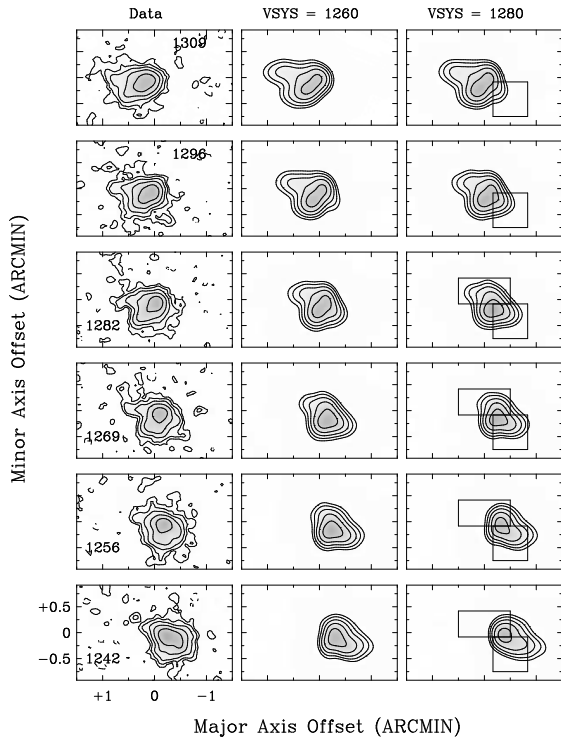 Data VSYS = 1260 VSYS = 1280
1309
1296
1282
1269
1256
1242
+0.5
0
−0.5
+1 0 −1
Minor Axis Offset (ARCMIN)
Major Axis Offset (ARCMIN)